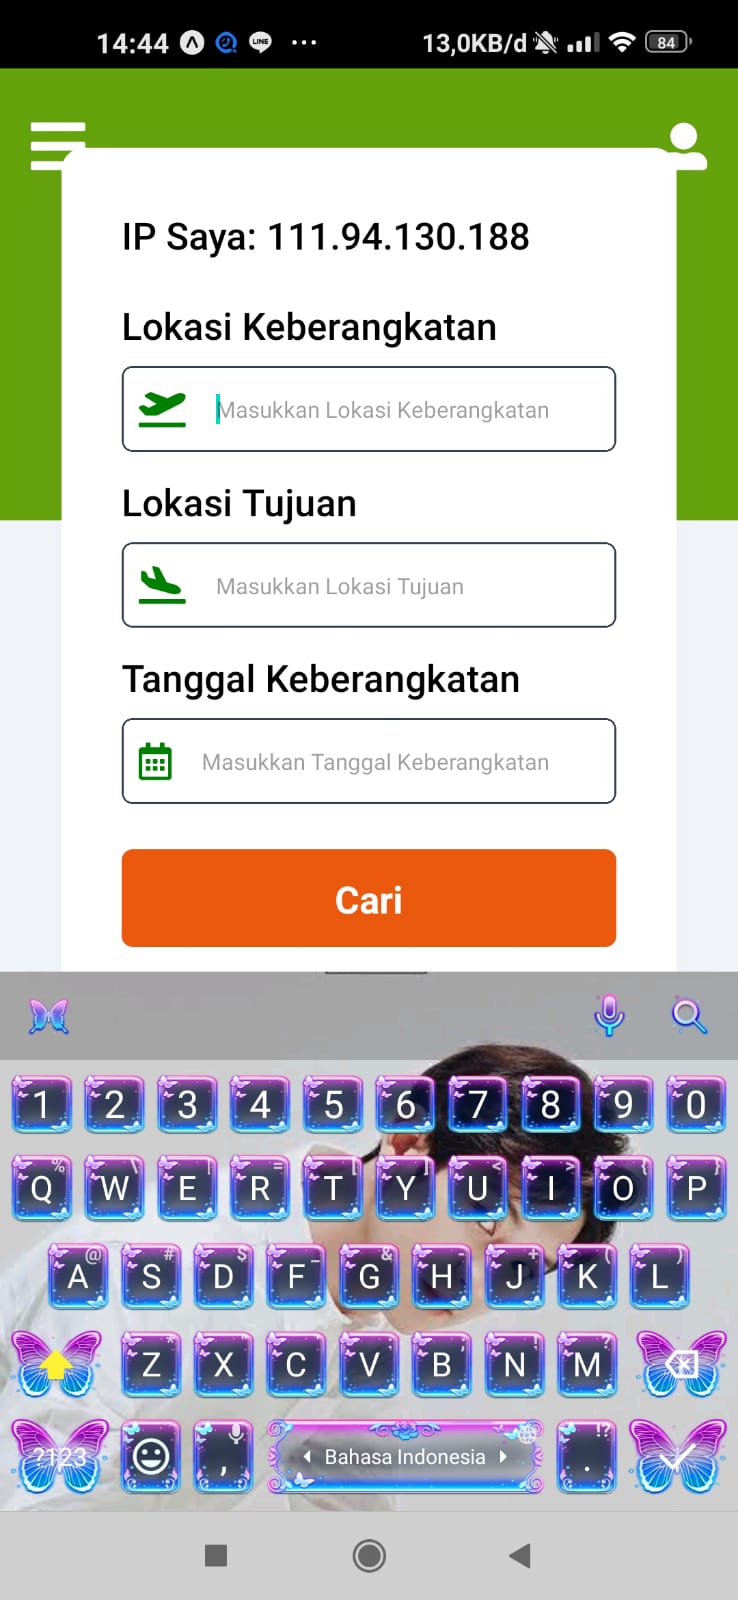 14:44 LINE ... 13,0KB/d 84
IP Saya: 111.94.130.188
Lokasi Keberangkatan
Masukkan Lokasi Keberangkatan
Lokasi Tujuan
Masukkan Lokasi Tujuan
Tanggal Keberangkatan
Masukkan Tanggal Keberangkatan
Cari
1 2 3 4 5 6 7 8 9 0
Q W E R T Y U I O P
A S D F G H J K L
Z X C V B N M
?123 , Bahasa Indonesia .